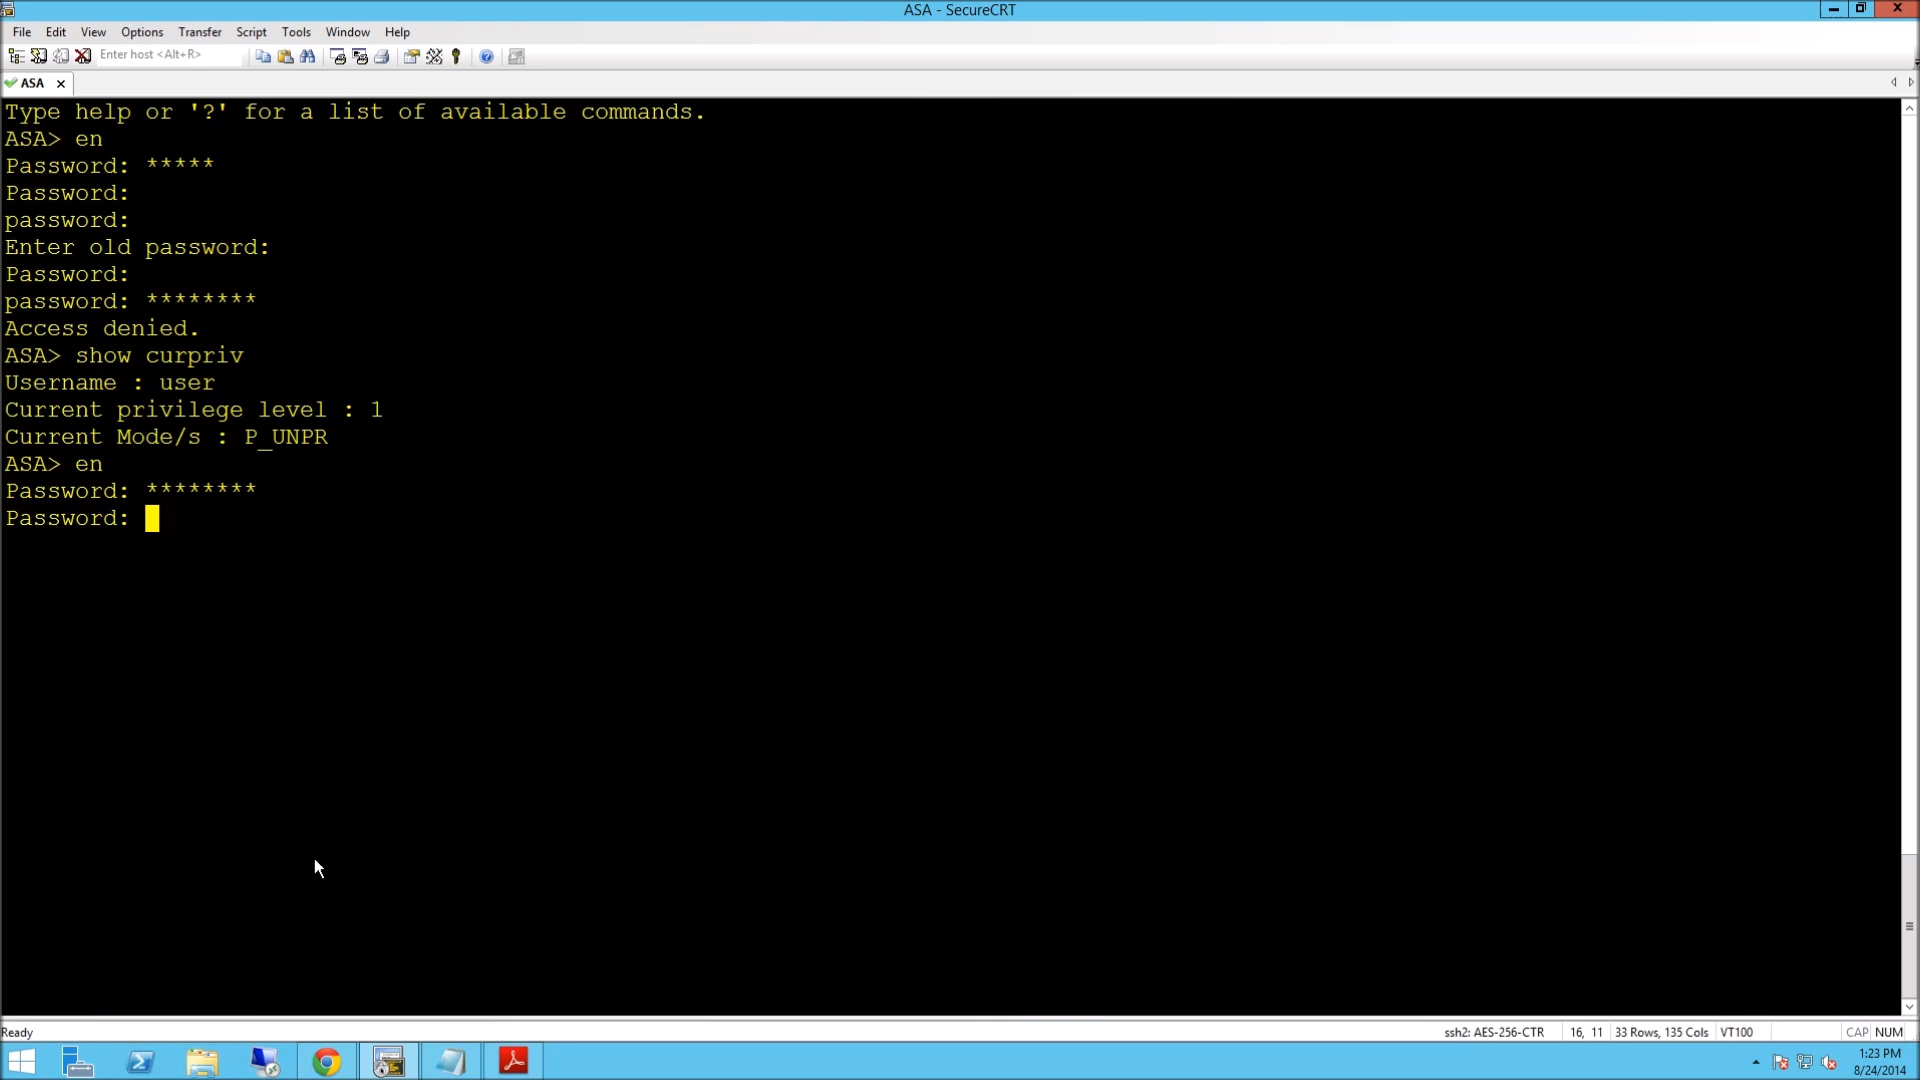 ASA - SecureCRT
File Edit View Options Transfer Script Tools Window Help
Enter host <Alt+R>
ASA
Type help or '?' for a list of available commands.
ASA> en
Password: *****
Password:
password:
Enter old password:
Password:
password: ********
Access denied.
ASA> show curpriv
Username : user
Current privilege level : 1
Current Mode/s : P_UNPR
ASA> en
Password: ********
Password:
Ready ssh2: AES-256-CTR 16, 11 33 Rows, 135 Cols VT100 CAP NUM
1:23 PM
8/24/2014